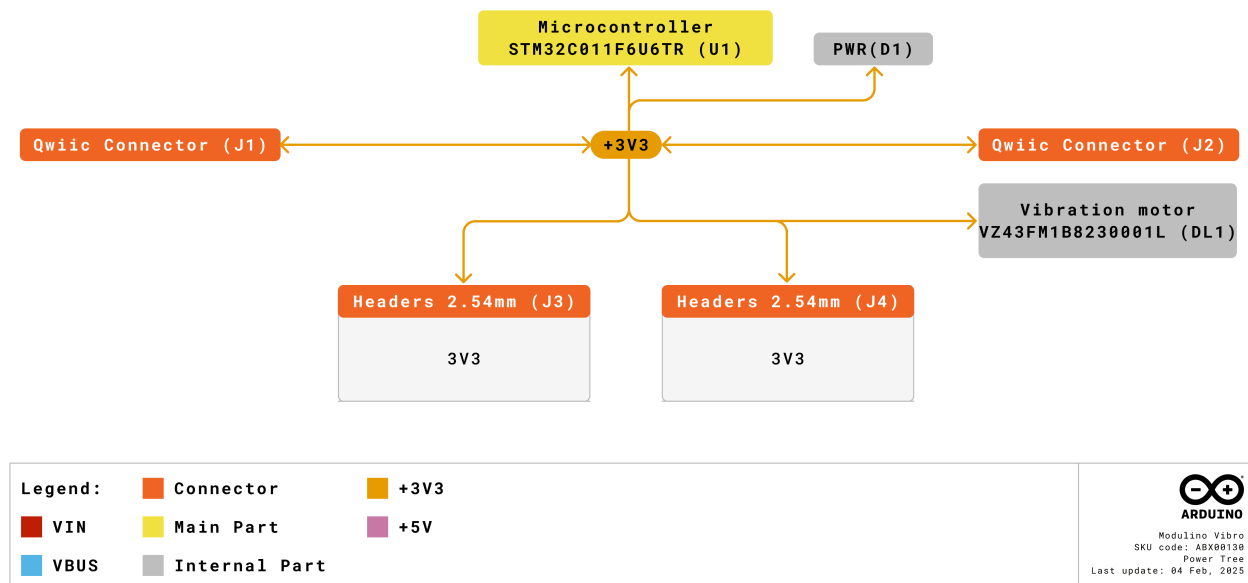 Microcontroller
STM32C011F6U6TR (U1)
PWR(D1)
Qwiic Connector (J1)
+3V3
Qwiic Connector (J2)
Vibration motor
VZ43FM1B8230001L (DL1)
Headers 2.54mm (J3)
Headers 2.54mm (J4)
3V3
3V3
Legend:
Connector
+3V3
VIN
Main Part
+5V
VBUS
Internal Part
ARDUINO
Modulino Vibro
SKU code: ABX00130
Power Tree
Last update: 04 Feb, 2025